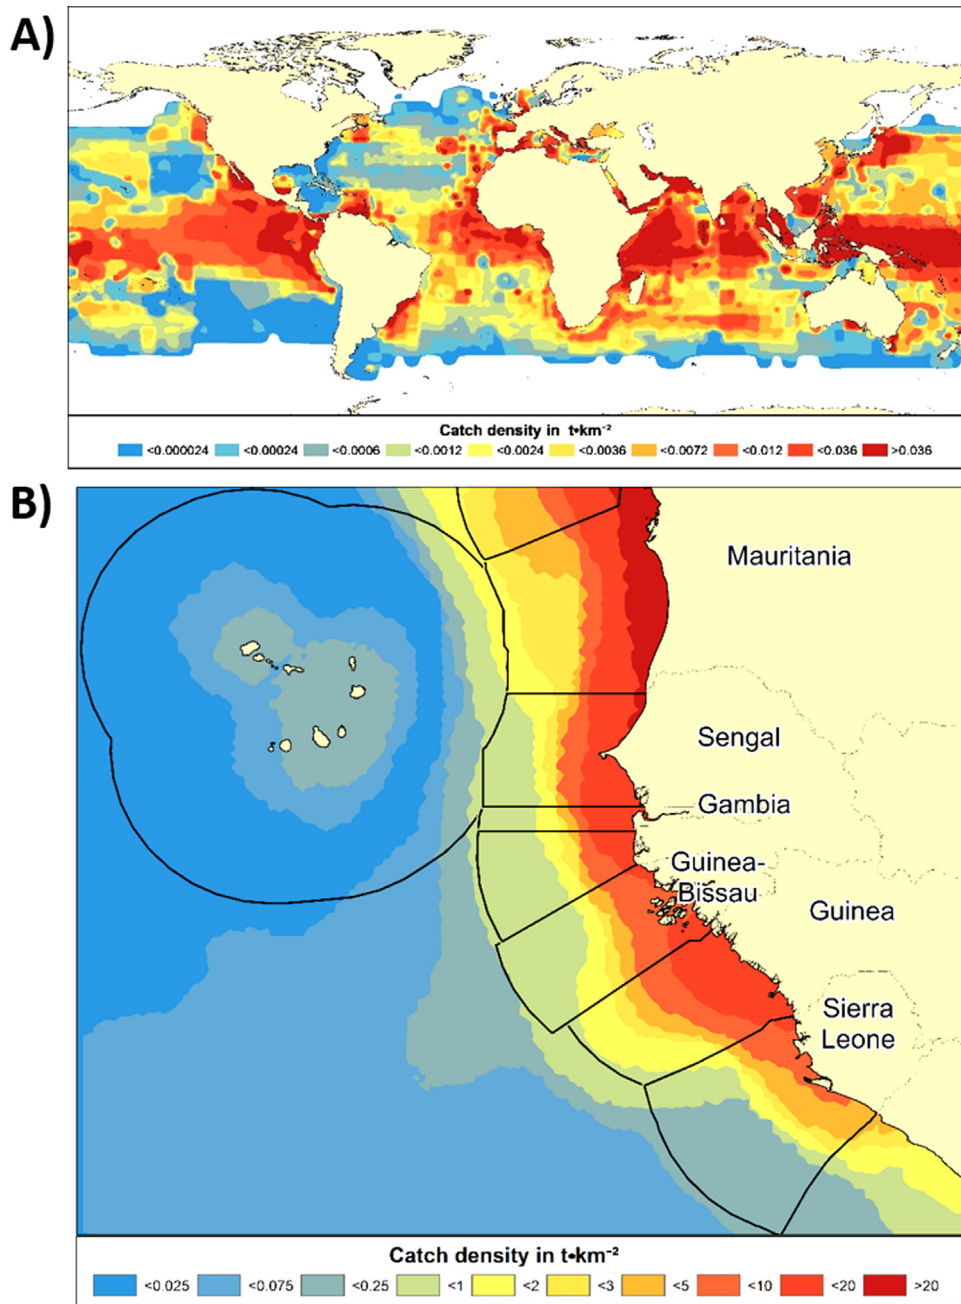 A)
Catch density in t•km⁻²
<0.000024 <0.00024 <0.0006 <0.0012 <0.0024 <0.0036 <0.0072 <0.012 <0.036 >0.036
B)
Mauritania
Sengal
Gambia
Guinea-
Bissau
Guinea
Sierra
Leone
Catch density in t•km⁻²
<0.025 <0.075 <0.25 <1 <2 <3 <5 <10 <20 >20